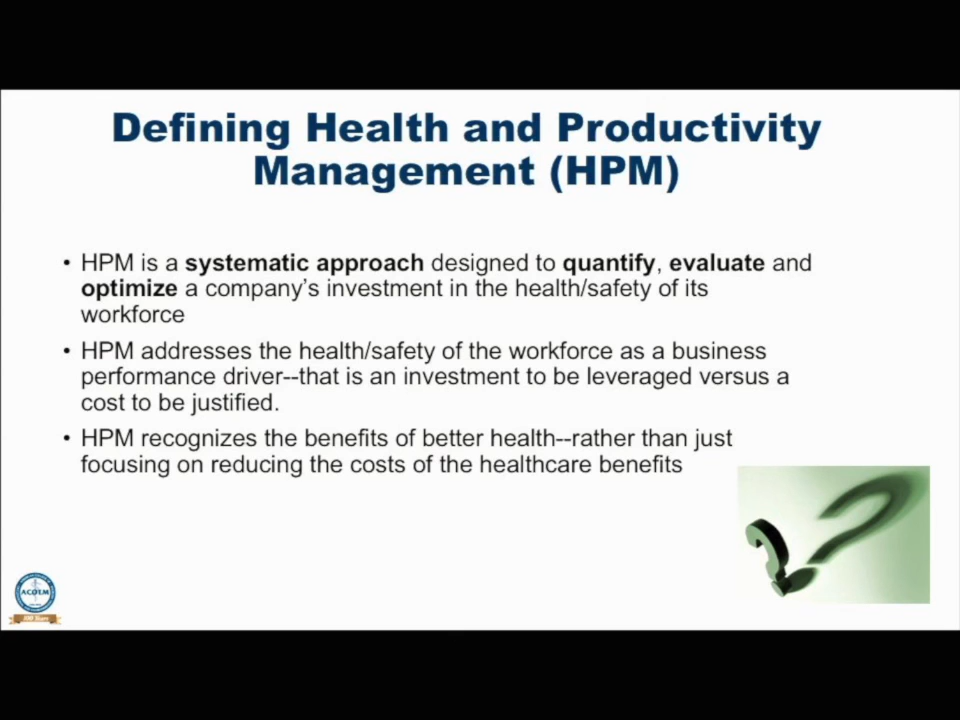 Defining Health and Productivity
Management (HPM)
• HPM is a systematic approach designed to quantify, evaluate and
optimize a company's investment in the health/safety of its
workforce
• HPM addresses the health/safety of the workforce as a business
performance driver--that is an investment to be leveraged versus a
cost to be justified.
• HPM recognizes the benefits of better health--rather than just
focusing on reducing the costs of the healthcare benefits
ACOEM
100 Years